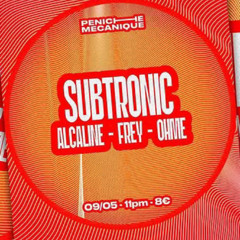 PENICHE
MECANIQUE
SUBTRONIC
ALCALINE - FREY - OHME
09/05 - 11pm - 8€